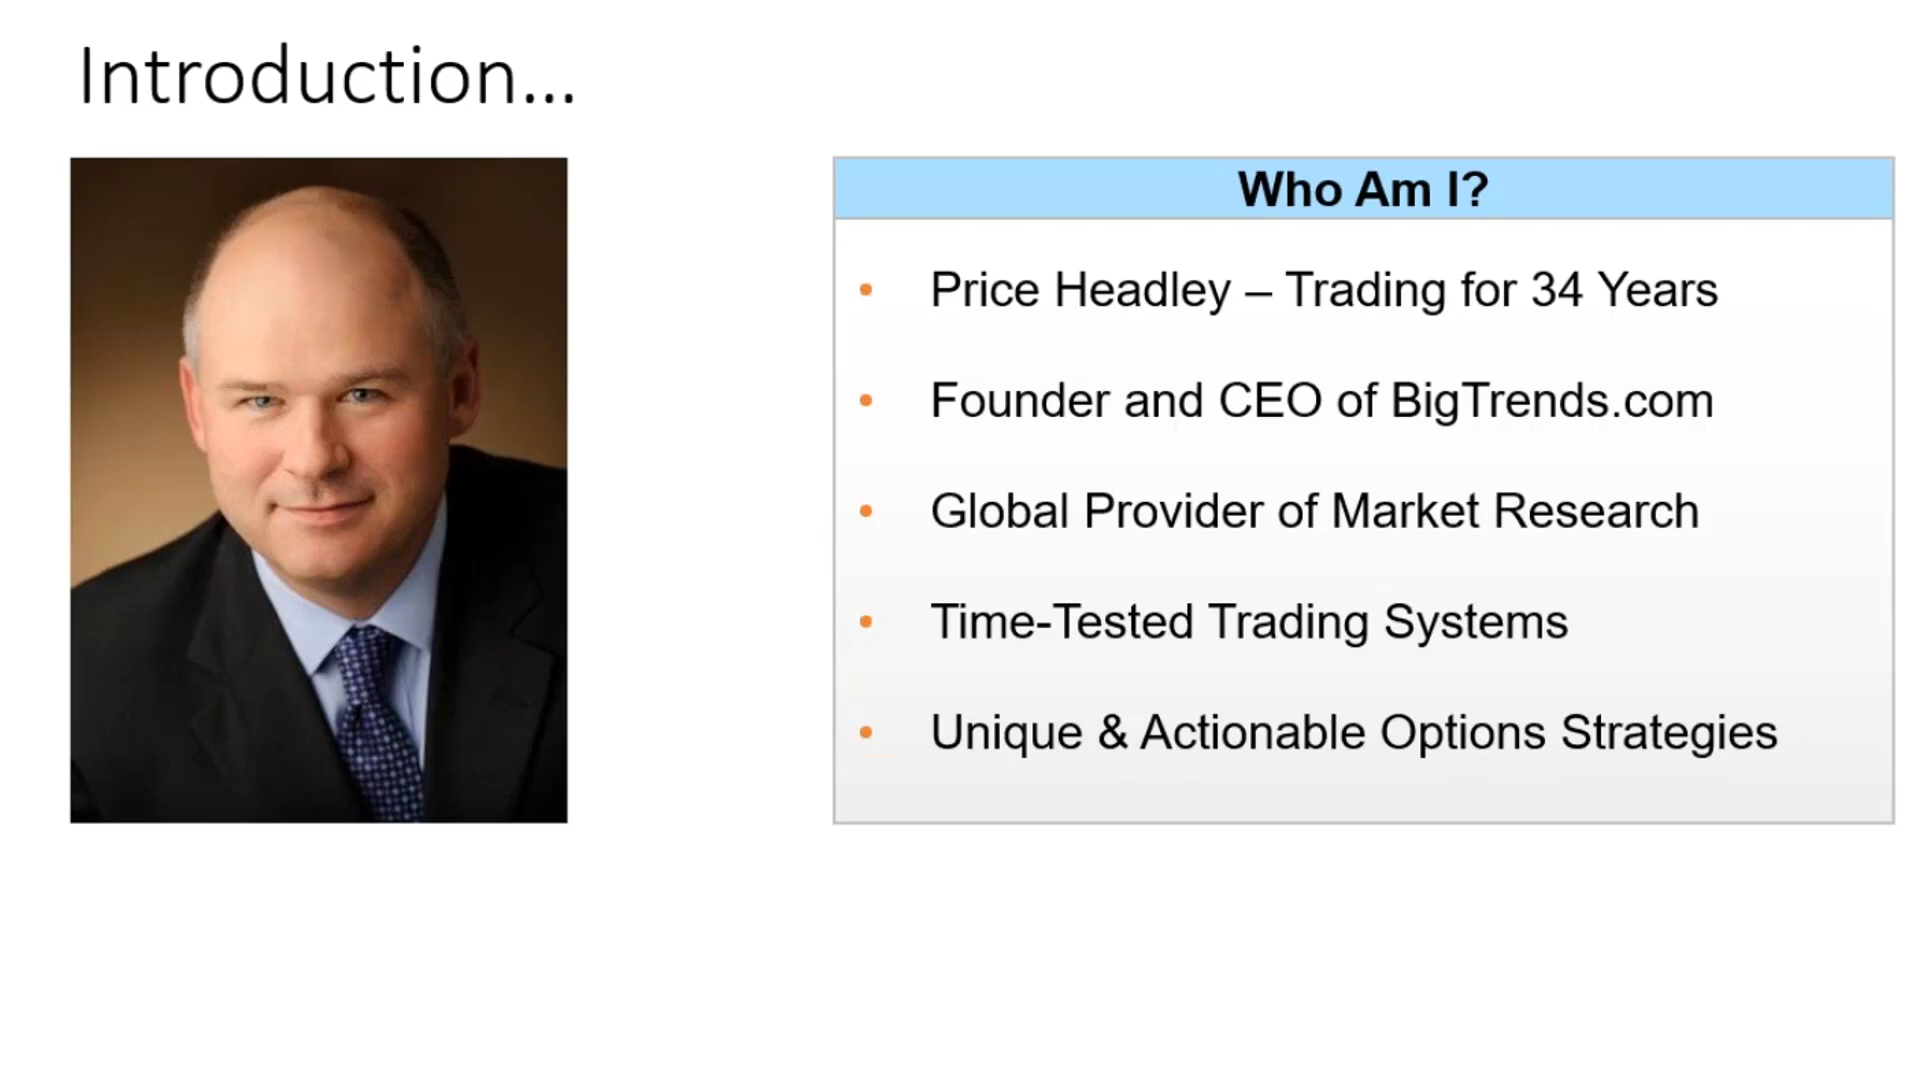 Introduction...
Who Am I?
• Price Headley – Trading for 34 Years
• Founder and CEO of BigTrends.com
• Global Provider of Market Research
• Time-Tested Trading Systems
• Unique & Actionable Options Strategies